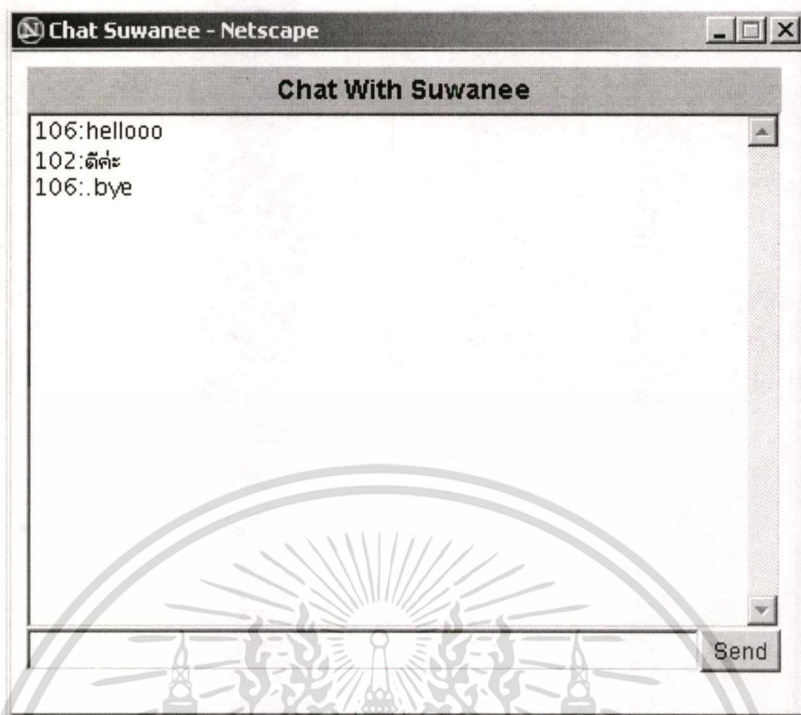 Chat Suwanee - Netscape
Chat With Suwanee
106:hellooo
102:ดีค่ะ
106:.bye
Send